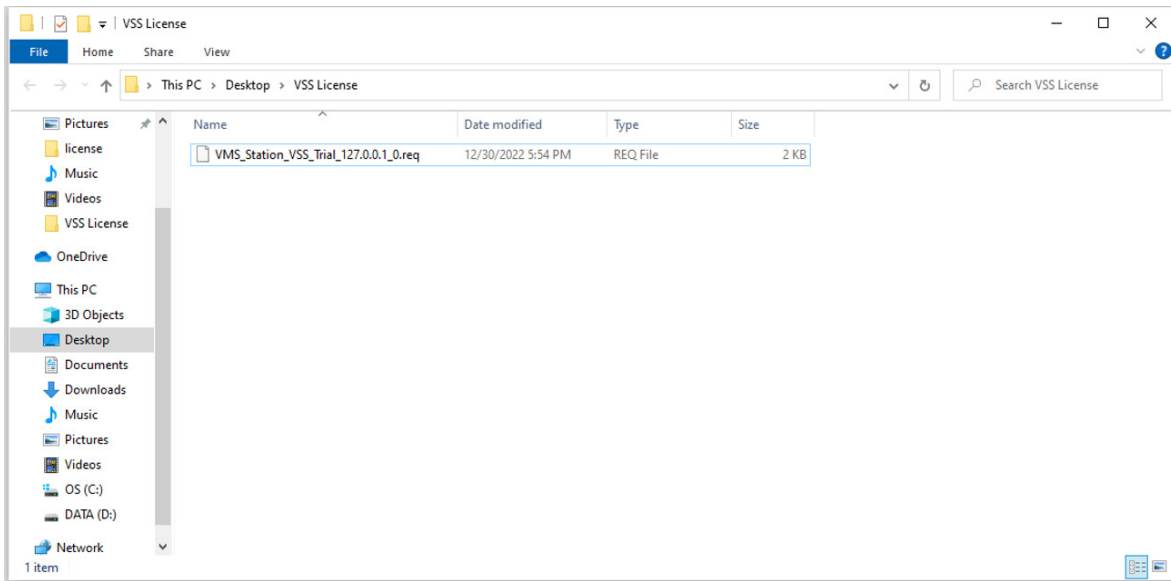 VSS License
File Home Share View
This PC > Desktop > VSS License
Search VSS License
Name Date modified Type Size
VMS_Station_VSS_Trial_127.0.0.1_0.req 12/30/2022 5:54 PM REQ File 2 KB
Pictures
license
Music
Videos
VSS License
OneDrive
This PC
3D Objects
Desktop
Documents
Downloads
Music
Pictures
Videos
OS (C:)
DATA (D:)
Network
1 item